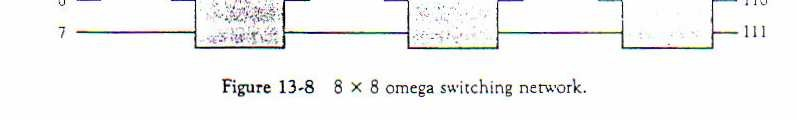 7 111
Figure 13-8 8 × 8 omega switching network.